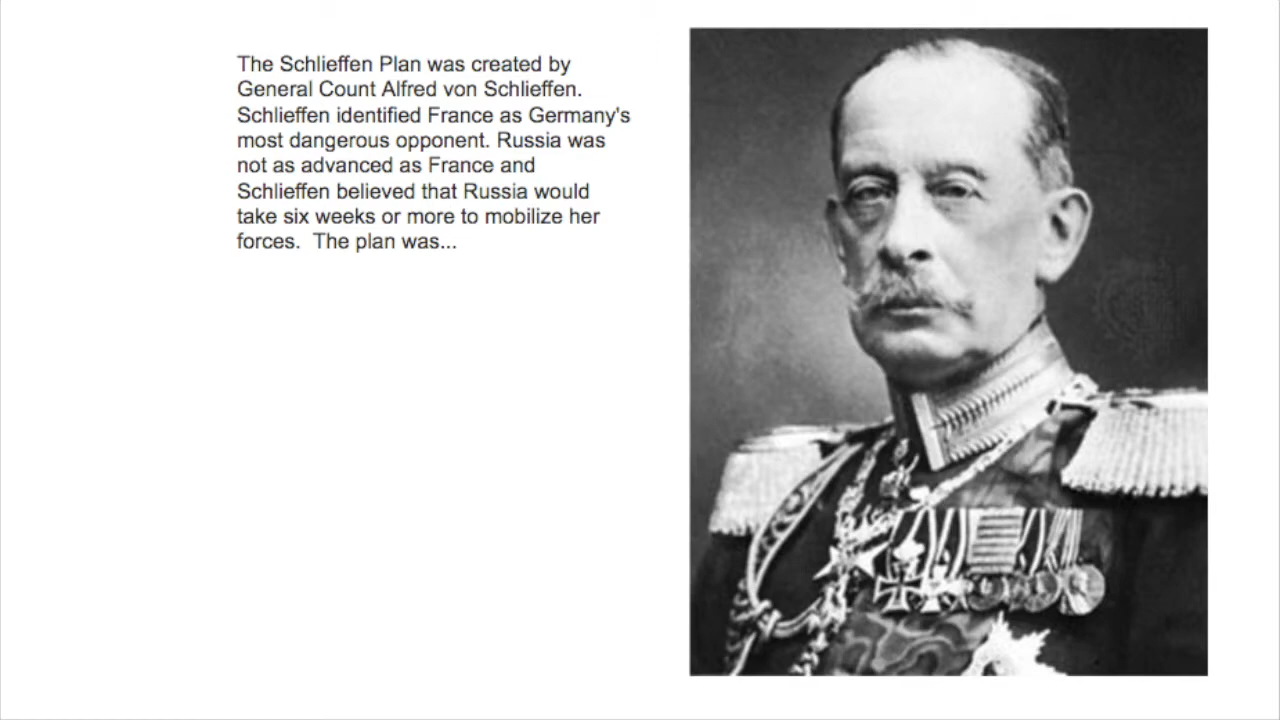 The Schlieffen Plan was created by
General Count Alfred von Schlieffen.
Schlieffen identified France as Germany's
most dangerous opponent. Russia was
not as advanced as France and
Schlieffen believed that Russia would
take six weeks or more to mobilize her
forces.  The plan was...